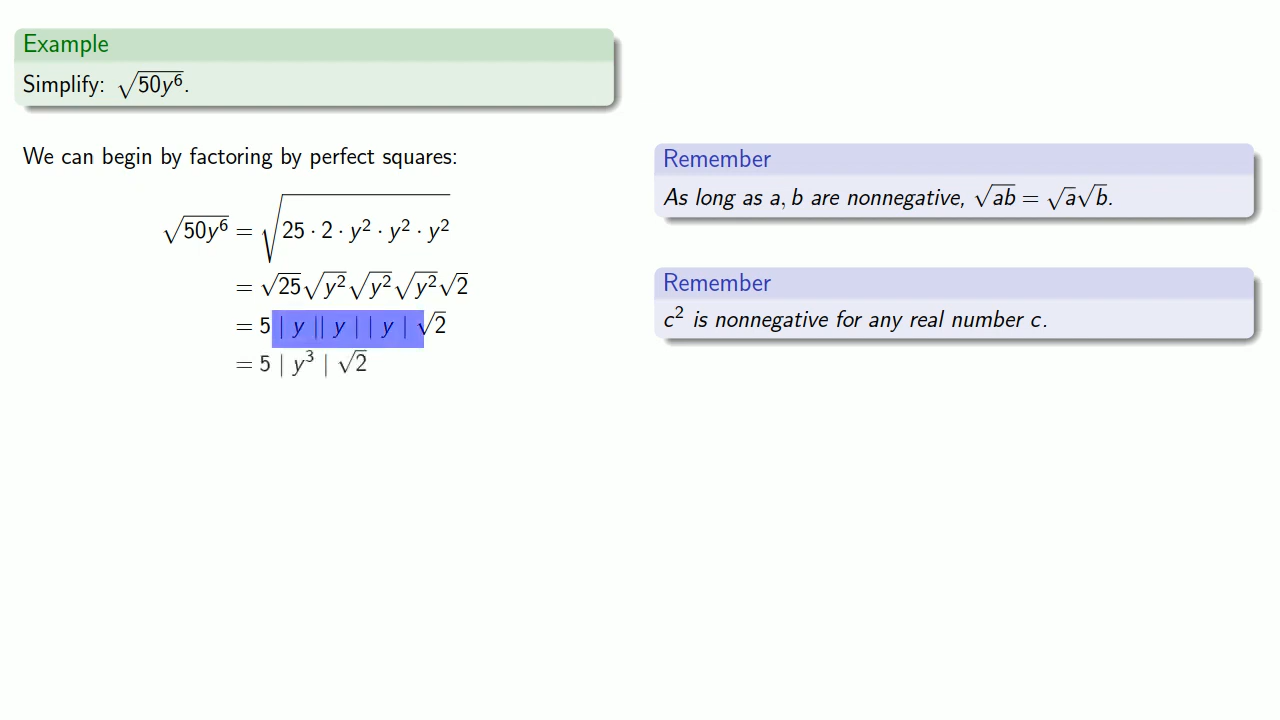 Example
Simplify: √50y⁶.
We can begin by factoring by perfect squares:
√50y⁶ = √25 · 2 · y² · y² · y²
= √25√y²√y²√y²√2
= 5 | y || y | | y | √2
= 5 | y³ | √2
Remember
As long as a, b are nonnegative, √ab = √a√b.
Remember
c² is nonnegative for any real number c.